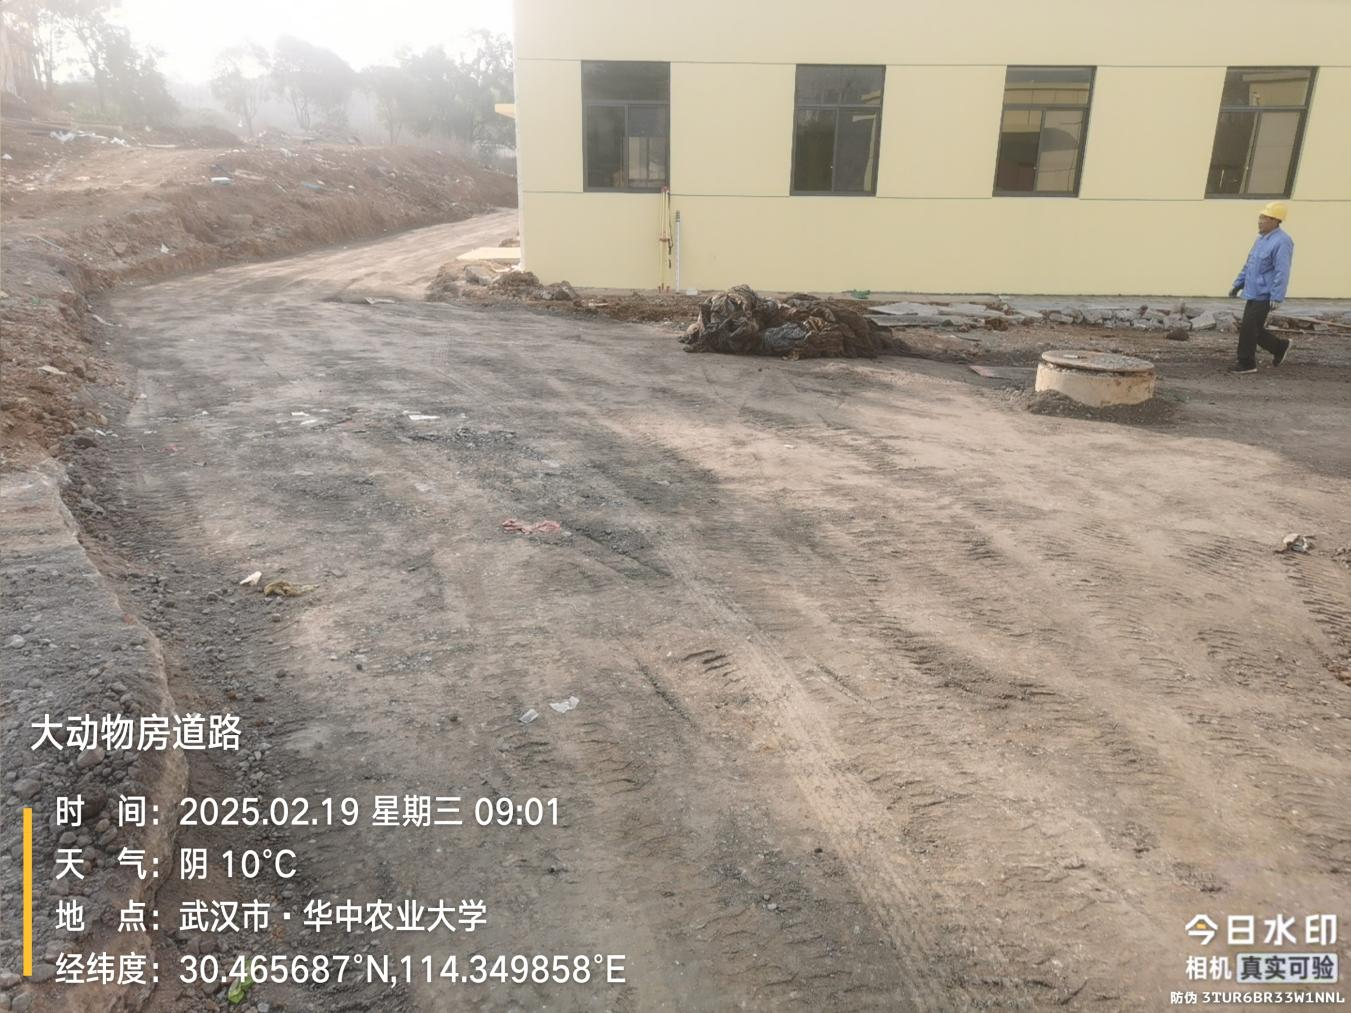 大动物房道路
时 间：2025.02.19 星期三 09:01
天 气：阴 10°C
地 点：武汉市·华中农业大学
经纬度：30.465687°N,114.349858°E
今日水印
相机 真实可验
防伪 3TUR6BR33W1NNL